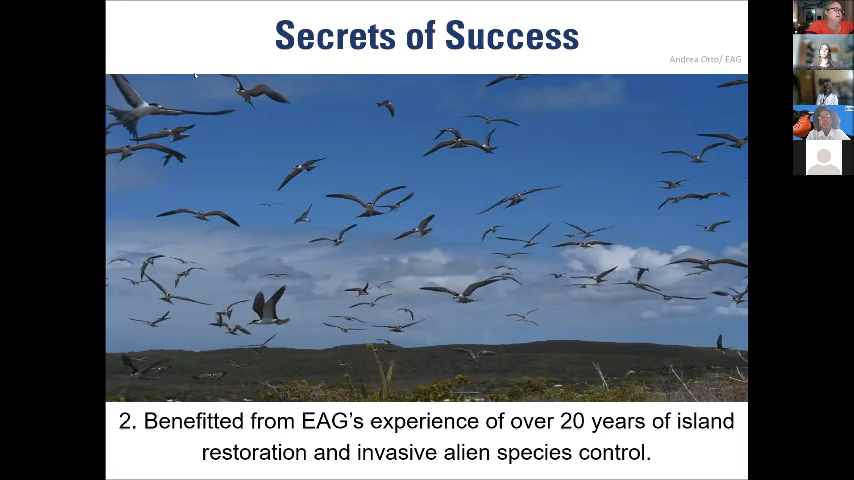 Secrets of Success
Andrea Otto/ EAG
2. Benefitted from EAG's experience of over 20 years of island
restoration and invasive alien species control.